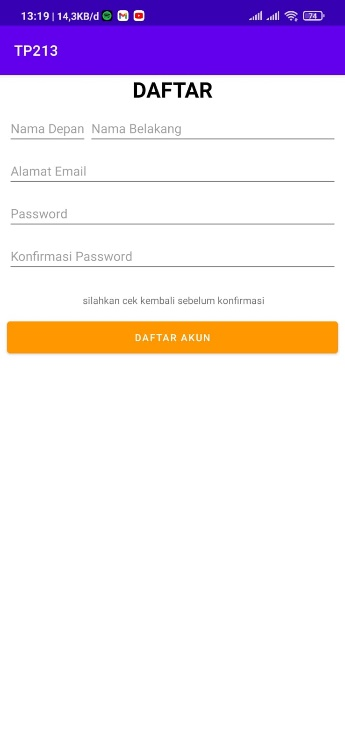 13:19 | 14,3KB/d 74
TP213
DAFTAR
Nama Depan Nama Belakang
Alamat Email
Password
Konfirmasi Password
silahkan cek kembali sebelum konfirmasi
DAFTAR AKUN